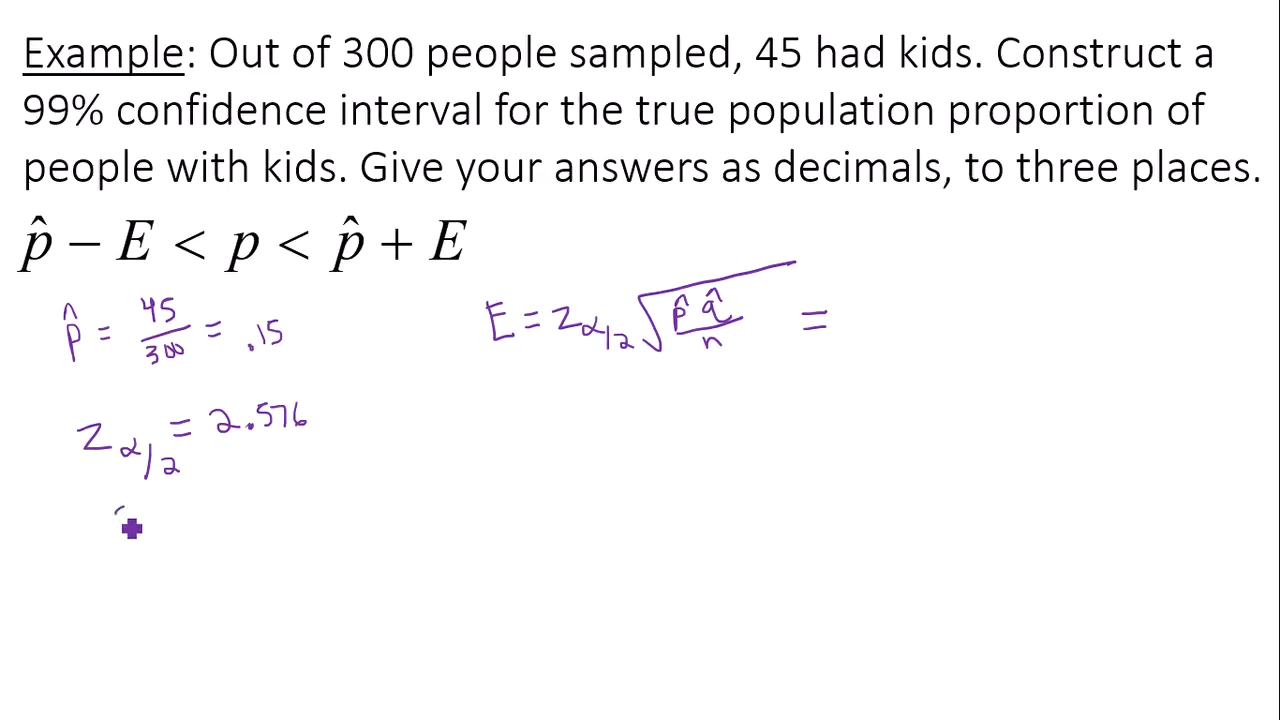 Example: Out of 300 people sampled, 45 had kids. Construct a
99% confidence interval for the true population proportion of
people with kids. Give your answers as decimals, to three places.
p̂ − E < p < p̂ + E
p̂ = 45/300 = .15
E = z_{α/2} √(p̂ q̂ / n) =
z_{α/2} = 2.576